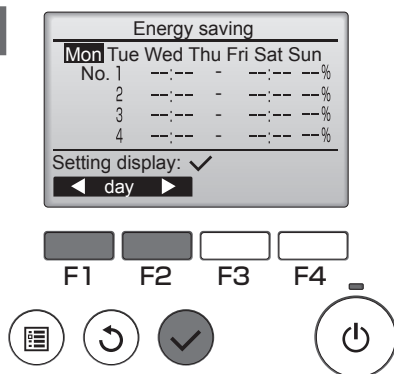 Energy saving
Mon Tue Wed Thu Fri Sat Sun
No. 1 --:-- - --:-- --%
2 --:-- - --:-- --%
3 --:-- - --:-- --%
4 --:-- - --:-- --%
Setting display: ✓
◀ day ▶
F1 F2 F3 F4